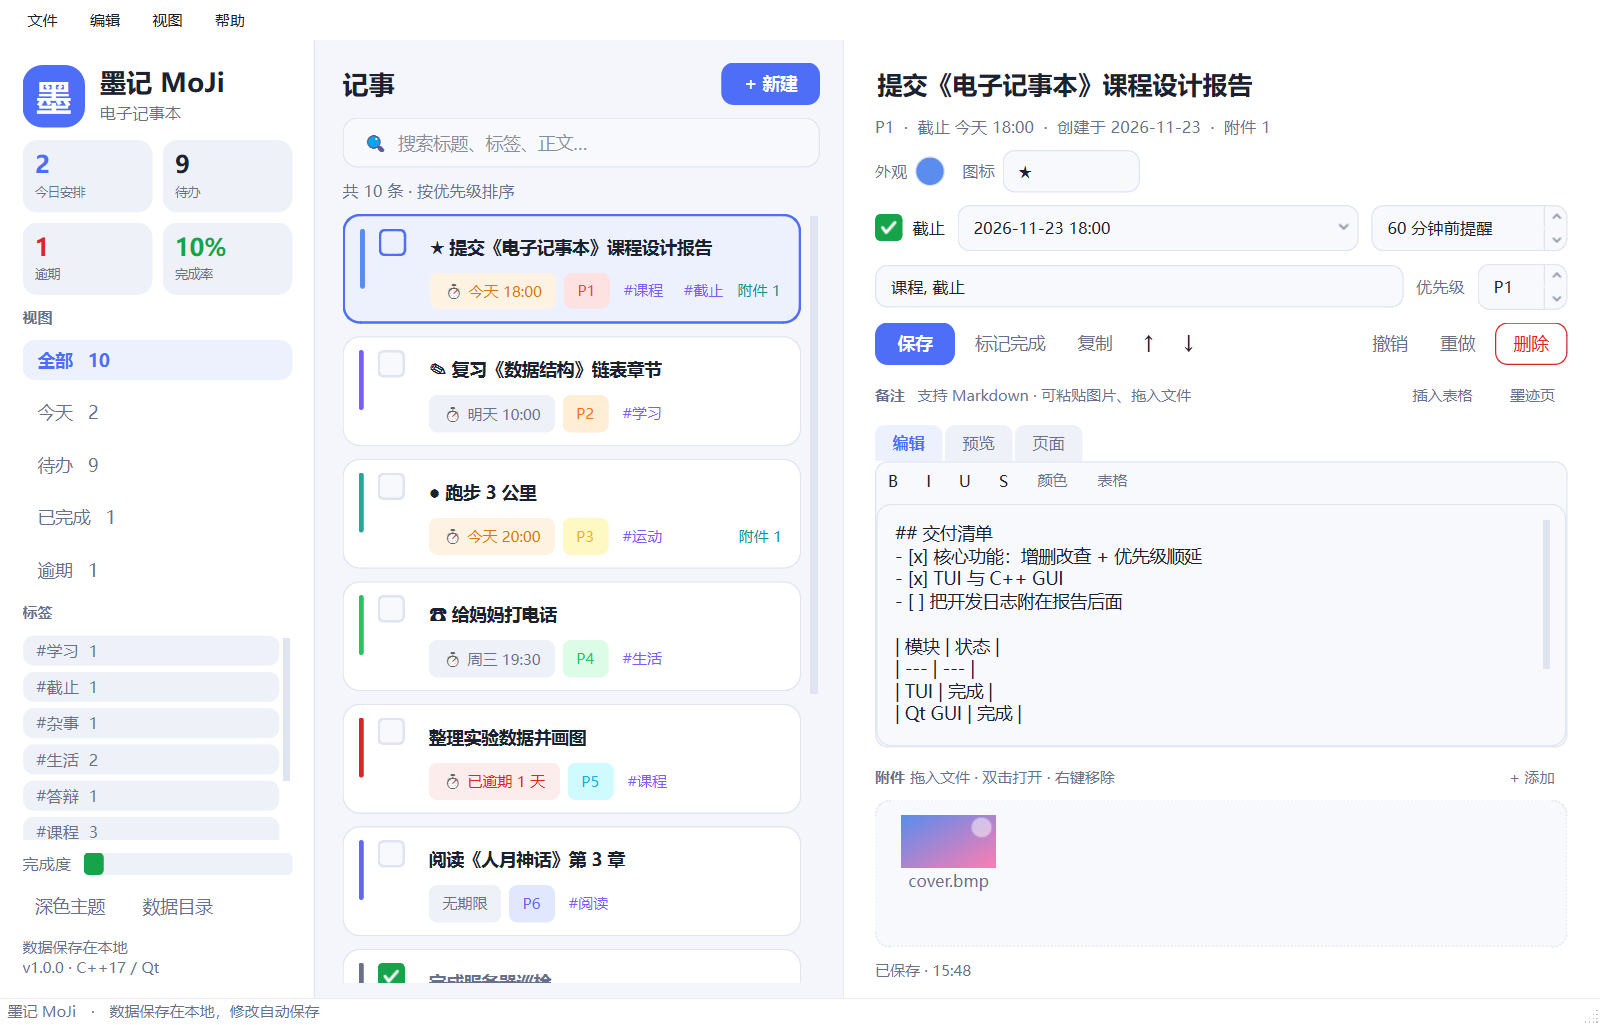 文件 编辑 视图 帮助
墨
墨记 MoJi
电子记事本
2
今日安排
9
待办
1
逾期
10%
完成率
视图
全部 10
今天 2
待办 9
已完成 1
逾期 1
标签
#学习 1
#截止 1
#杂事 1
#生活 2
#答辩 1
#课程 3
完成度
深色主题 数据目录
数据保存在本地
v1.0.0 · C++17 / Qt
记事
+ 新建
搜索标题、标签、正文...
共 10 条 · 按优先级排序
★ 提交《电子记事本》课程设计报告
今天 18:00 P1 #课程 #截止 附件 1
✎ 复习《数据结构》链表章节
明天 10:00 P2 #学习
● 跑步 3 公里
今天 20:00 P3 #运动 附件 1
☎ 给妈妈打电话
周三 19:30 P4 #生活
整理实验数据并画图
已逾期 1 天 P5 #课程
阅读《人月神话》第 3 章
无期限 P6 #阅读
完成服务器巡检
提交《电子记事本》课程设计报告
P1 · 截止 今天 18:00 · 创建于 2026-11-23 · 附件 1
外观 图标 ★
截止 2026-11-23 18:00 60 分钟前提醒
课程, 截止 优先级 P1
保存 标记完成 复制 ↑ ↓ 撤销 重做 删除
备注 支持 Markdown · 可粘贴图片、拖入文件 插入表格 墨迹页
编辑 预览 页面
B I U S 颜色 表格
## 交付清单
- [x] 核心功能：增删改查 + 优先级顺延
- [x] TUI 与 C++ GUI
- [ ] 把开发日志附在报告后面
| 模块 | 状态 |
| --- | --- |
| TUI | 完成 |
| Qt GUI | 完成 |
附件 拖入文件 · 双击打开 · 右键移除 + 添加
cover.bmp
已保存 · 15:48
墨记 MoJi · 数据保存在本地，修改自动保存